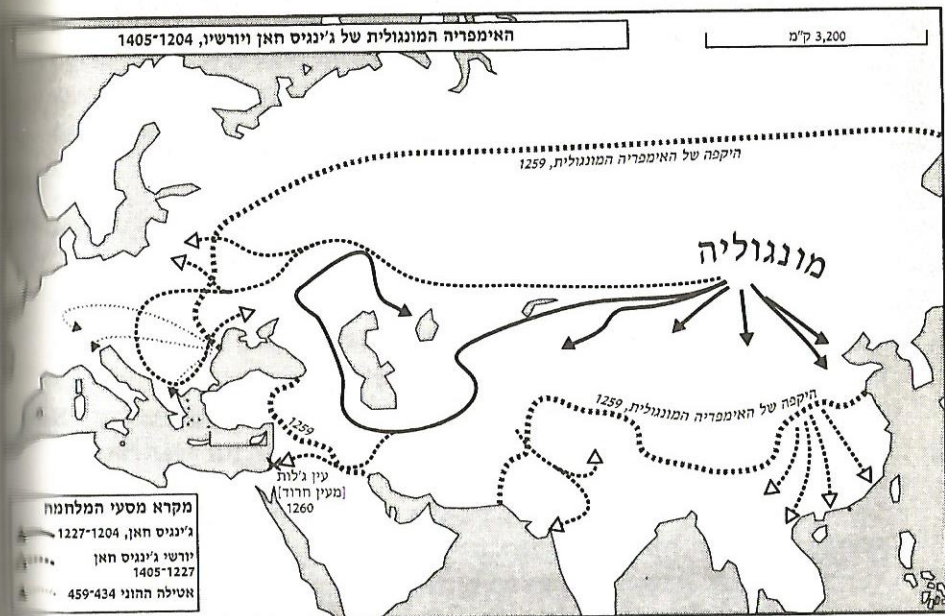 האימפריה המונגולית של ג'ינגיס חאן ויורשיו, 1204־1405
3,200 ק"מ
היקפה של האימפריה המונגולית, 1259
מונגוליה
היקפה של האימפריה המונגולית, 1259
1259
עין ג'לות
[מעין חרוד]
1260
מקרא מסעי המלחמה
ג'ינגיס חאן, 1204־1227
יורשי ג'ינגיס חאן
1227־1405
אטילה ההוני 434־459